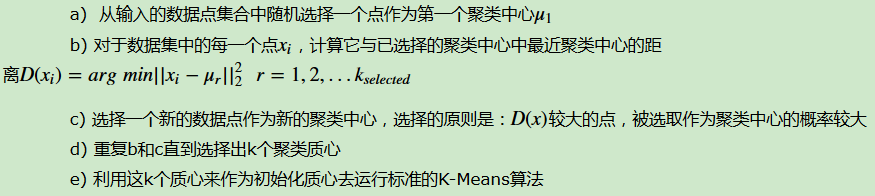 a) 从输入的数据点集合中随机选择一个点作为第一个聚类中心μ₁
b) 对于数据集中的每一个点xᵢ，计算它与已选择的聚类中心中最近聚类中心的距
离D(xᵢ) = arg min||xᵢ − μᵣ||₂² r = 1, 2, . . . k_selected
c) 选择一个新的数据点作为新的聚类中心，选择的原则是：D(x)较大的点，被选取作为聚类中心的概率较大
d) 重复b和c直到选择出k个聚类质心
e) 利用这k个质心来作为初始化质心去运行标准的K-Means算法